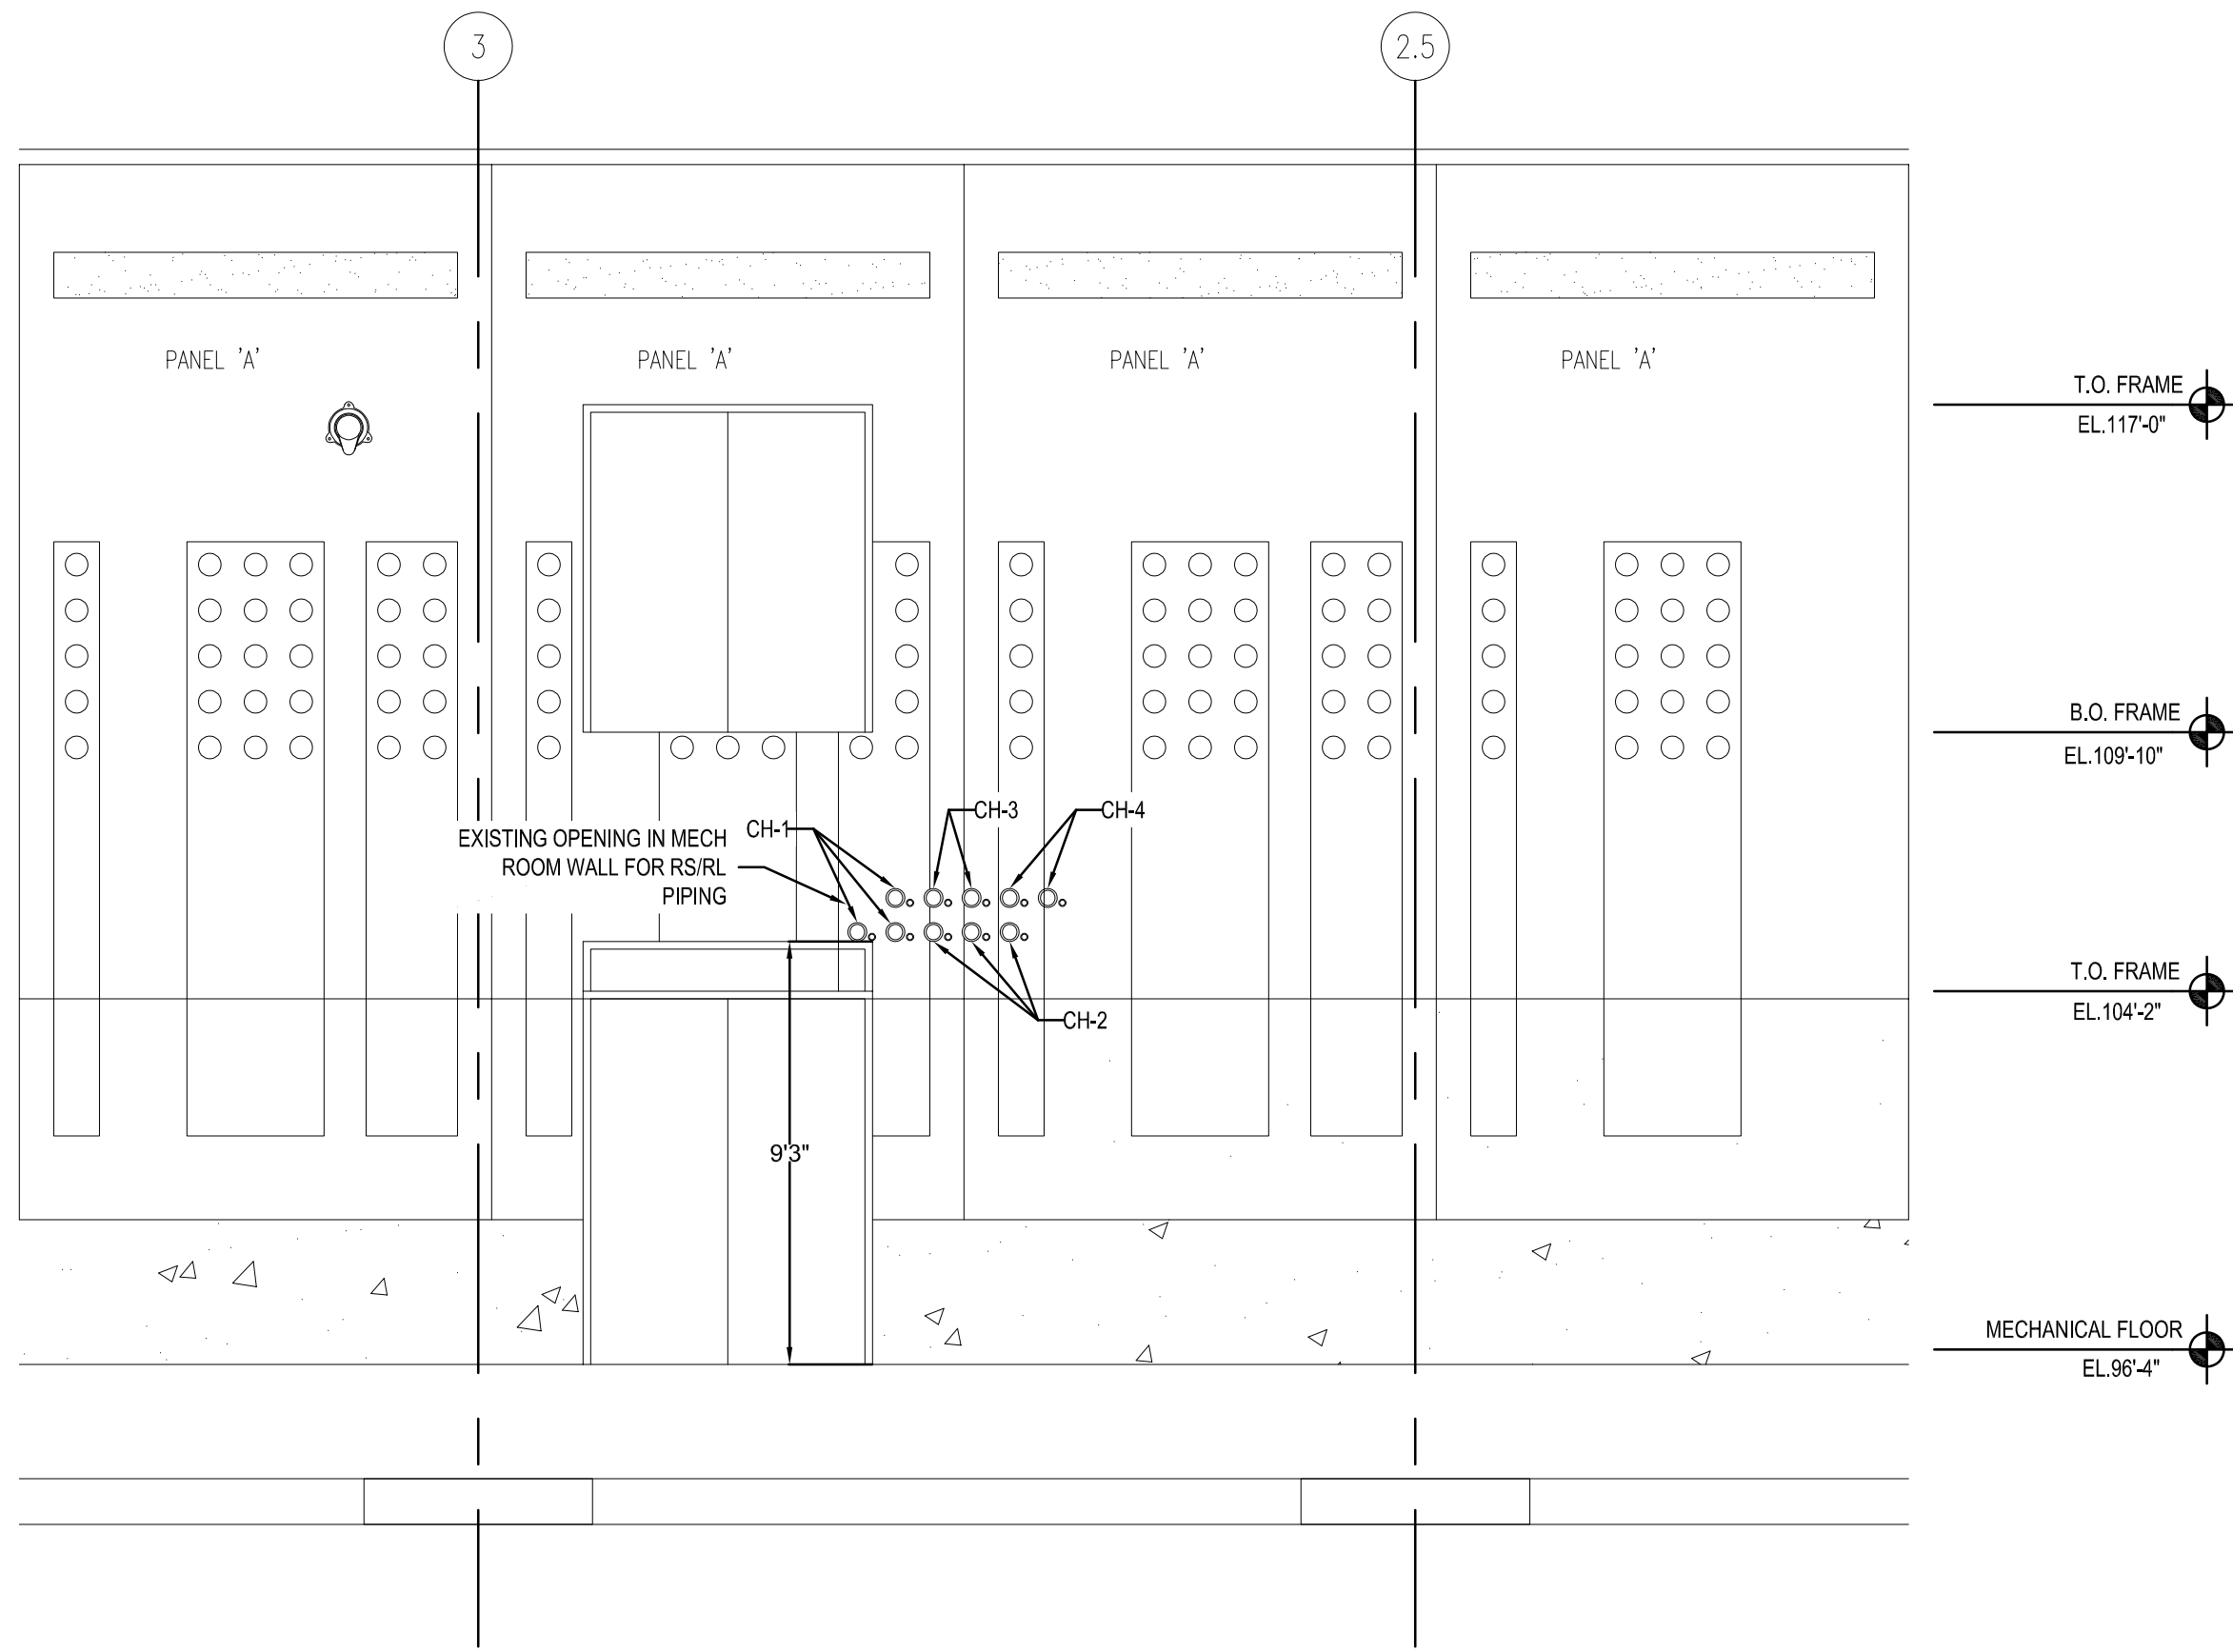 3
2.5
PANEL 'A'
PANEL 'A'
PANEL 'A'
PANEL 'A'
T.O. FRAME
EL.117'-0"
B.O. FRAME
EL.109'-10"
CH-3
CH-4
CH-1
EXISTING OPENING IN MECH
ROOM WALL FOR RS/RL
PIPING
T.O. FRAME
EL.104'-2"
CH-2
9'3"
MECHANICAL FLOOR
EL.96'-4"